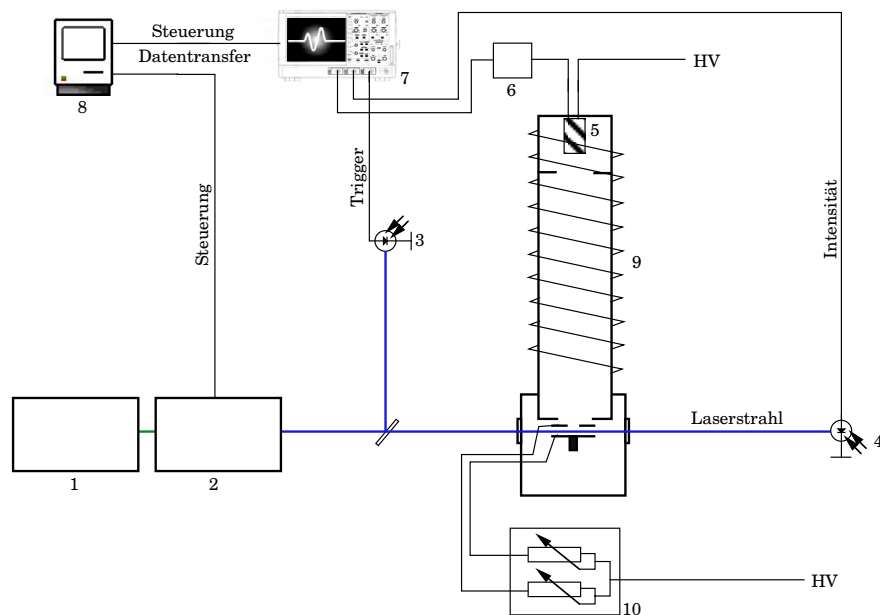 Steuerung
Datentransfer
8
7
6
HV
5
Trigger
Steuerung
3
9
Intensität
Laserstrahl
4
1
2
HV
10